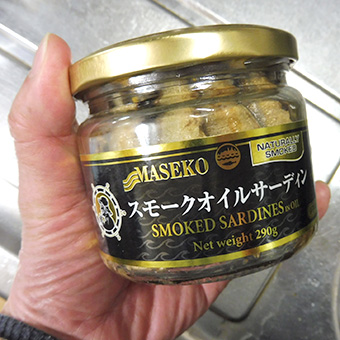 MASEKO
NATURALLY
SMOKED
スモークオイルサーディン
SMOKED SARDINES IN OIL
Net weight 290g